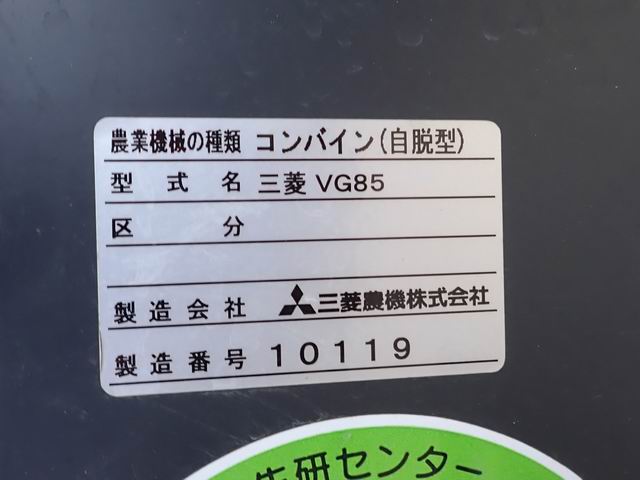 農業機械の種類 コンバイン(自脱型)
型式名 三菱 VG85
区分
製造会社 三菱農機株式会社
製造番号 10119
研センター